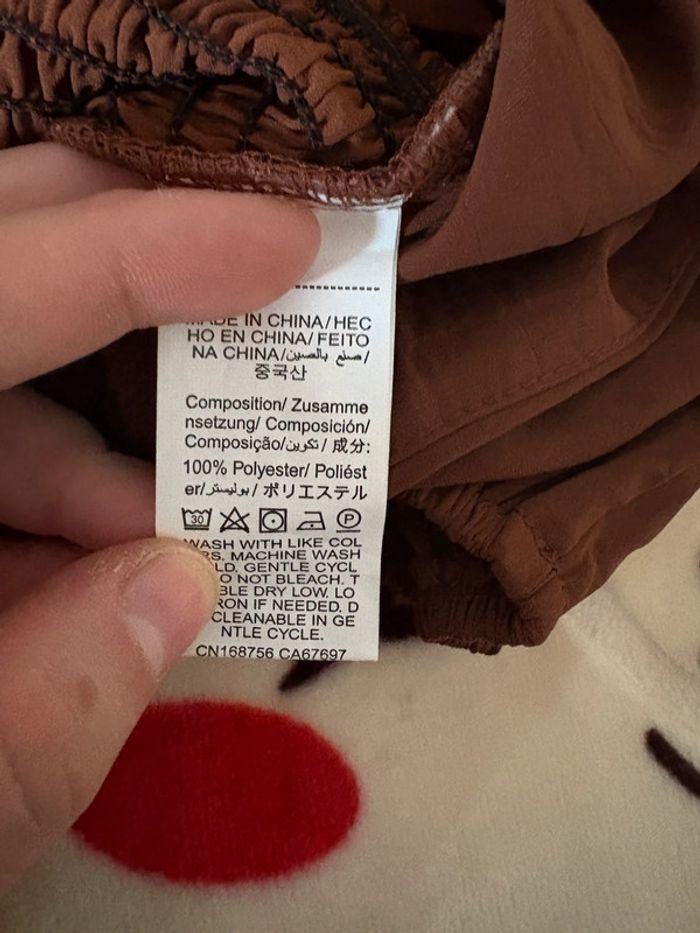 MADE IN CHINA/HEC
HO EN CHINA/ FEITO
NA CHINA/صنع بالصين/
중국산
Composition/ Zusamme
nsetzung/ Composición/
Composição/تكوين/ 成分:
100% Polyester/ Poliést
er/بوليستر/ ポリエステル
30 P
WASH WITH LIKE COL
RS. MACHINE WASH
LD. GENTLE CYCL
O NOT BLEACH. T
BLE DRY LOW. LO
RON IF NEEDED. D
CLEANABLE IN GE
NTLE CYCLE.
CN168756 CA67697